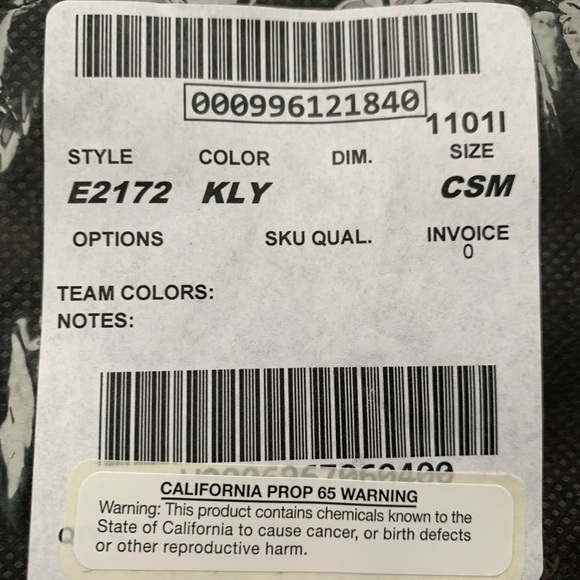 000996121840
1101I
STYLE COLOR DIM. SIZE
E2172 KLY CSM
OPTIONS SKU QUAL. INVOICE
0
TEAM COLORS:
NOTES:
CALIFORNIA PROP 65 WARNING
Warning: This product contains chemicals known to the
State of California to cause cancer, or birth defects
or other reproductive harm.